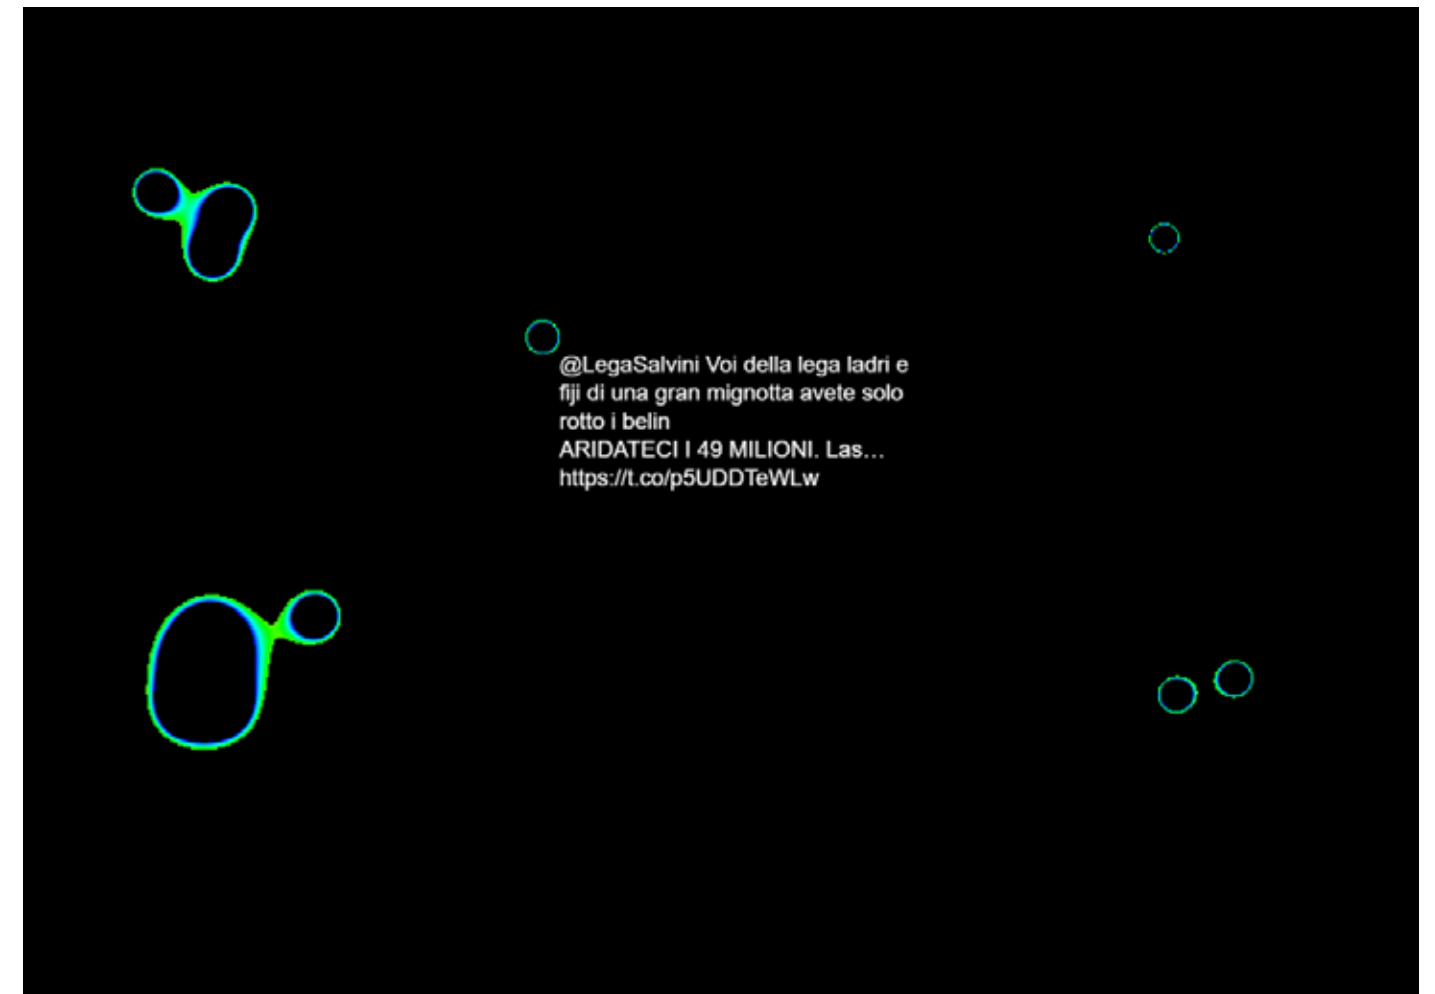 @LegaSalvini Voi della lega ladri e
fiji di una gran mignotta avete solo
rotto i belin
ARIDATECI I 49 MILIONI. Las…
https://t.co/p5UDDTeWLw